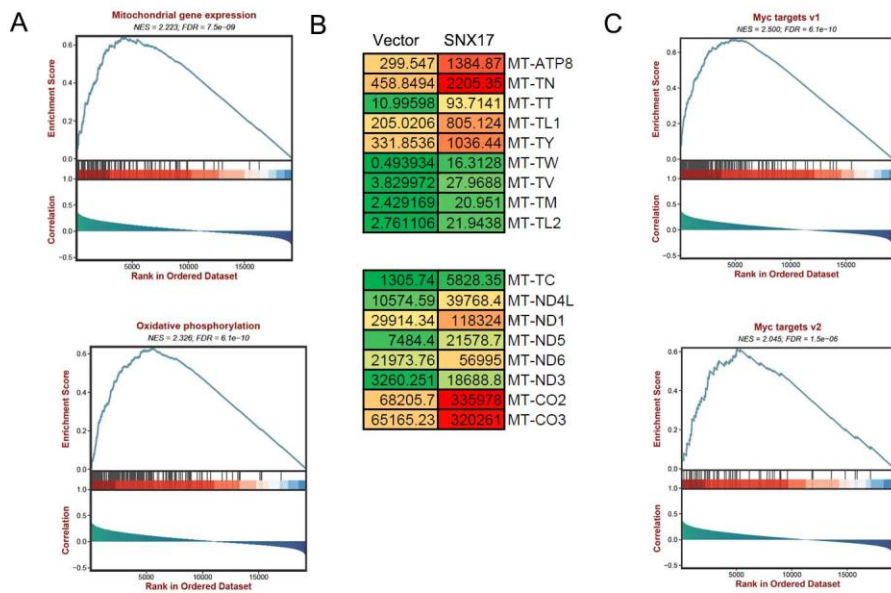 A
Mitochondrial gene expression
NES = 2.223; FDR = 7.5e-09
Enrichment Score
0.6
0.4
0.2
0.0
1.0
Correlation
0.5
0.0
−0.5
5000 10000 15000
Rank in Ordered Dataset
Oxidative phosphorylation
NES = 2.326; FDR = 6.1e-10
Enrichment Score
0.6
0.4
0.2
0.0
1.0
Correlation
0.5
0.0
−0.5
5000 10000 15000
Rank in Ordered Dataset
B
Vector SNX17
299.547 1384.87 MT-ATP8
458.8494 2205.35 MT-TN
10.99598 93.7141 MT-TT
205.0206 805.124 MT-TL1
331.8536 1036.44 MT-TY
0.493934 16.3128 MT-TW
3.829972 27.9688 MT-TV
2.429169 20.951 MT-TM
2.761106 21.9438 MT-TL2
1305.74 5828.35 MT-TC
10574.59 39768.4 MT-ND4L
29914.34 118324 MT-ND1
7484.4 21578.7 MT-ND5
21973.76 56995 MT-ND6
3260.251 18688.8 MT-ND3
68205.7 335978 MT-CO2
65165.23 320261 MT-CO3
C
Myc targets v1
NES = 2.500; FDR = 6.1e-10
Enrichment Score
0.6
0.4
0.2
0.0
1.0
Correlation
0.5
0.0
−0.5
5000 10000 15000
Rank in Ordered Dataset
Myc targets v2
NES = 2.045; FDR = 1.5e-06
Enrichment Score
0.6
0.4
0.2
0.0
1.0
Correlation
0.5
0.0
−0.5
5000 10000 15000
Rank in Ordered Dataset